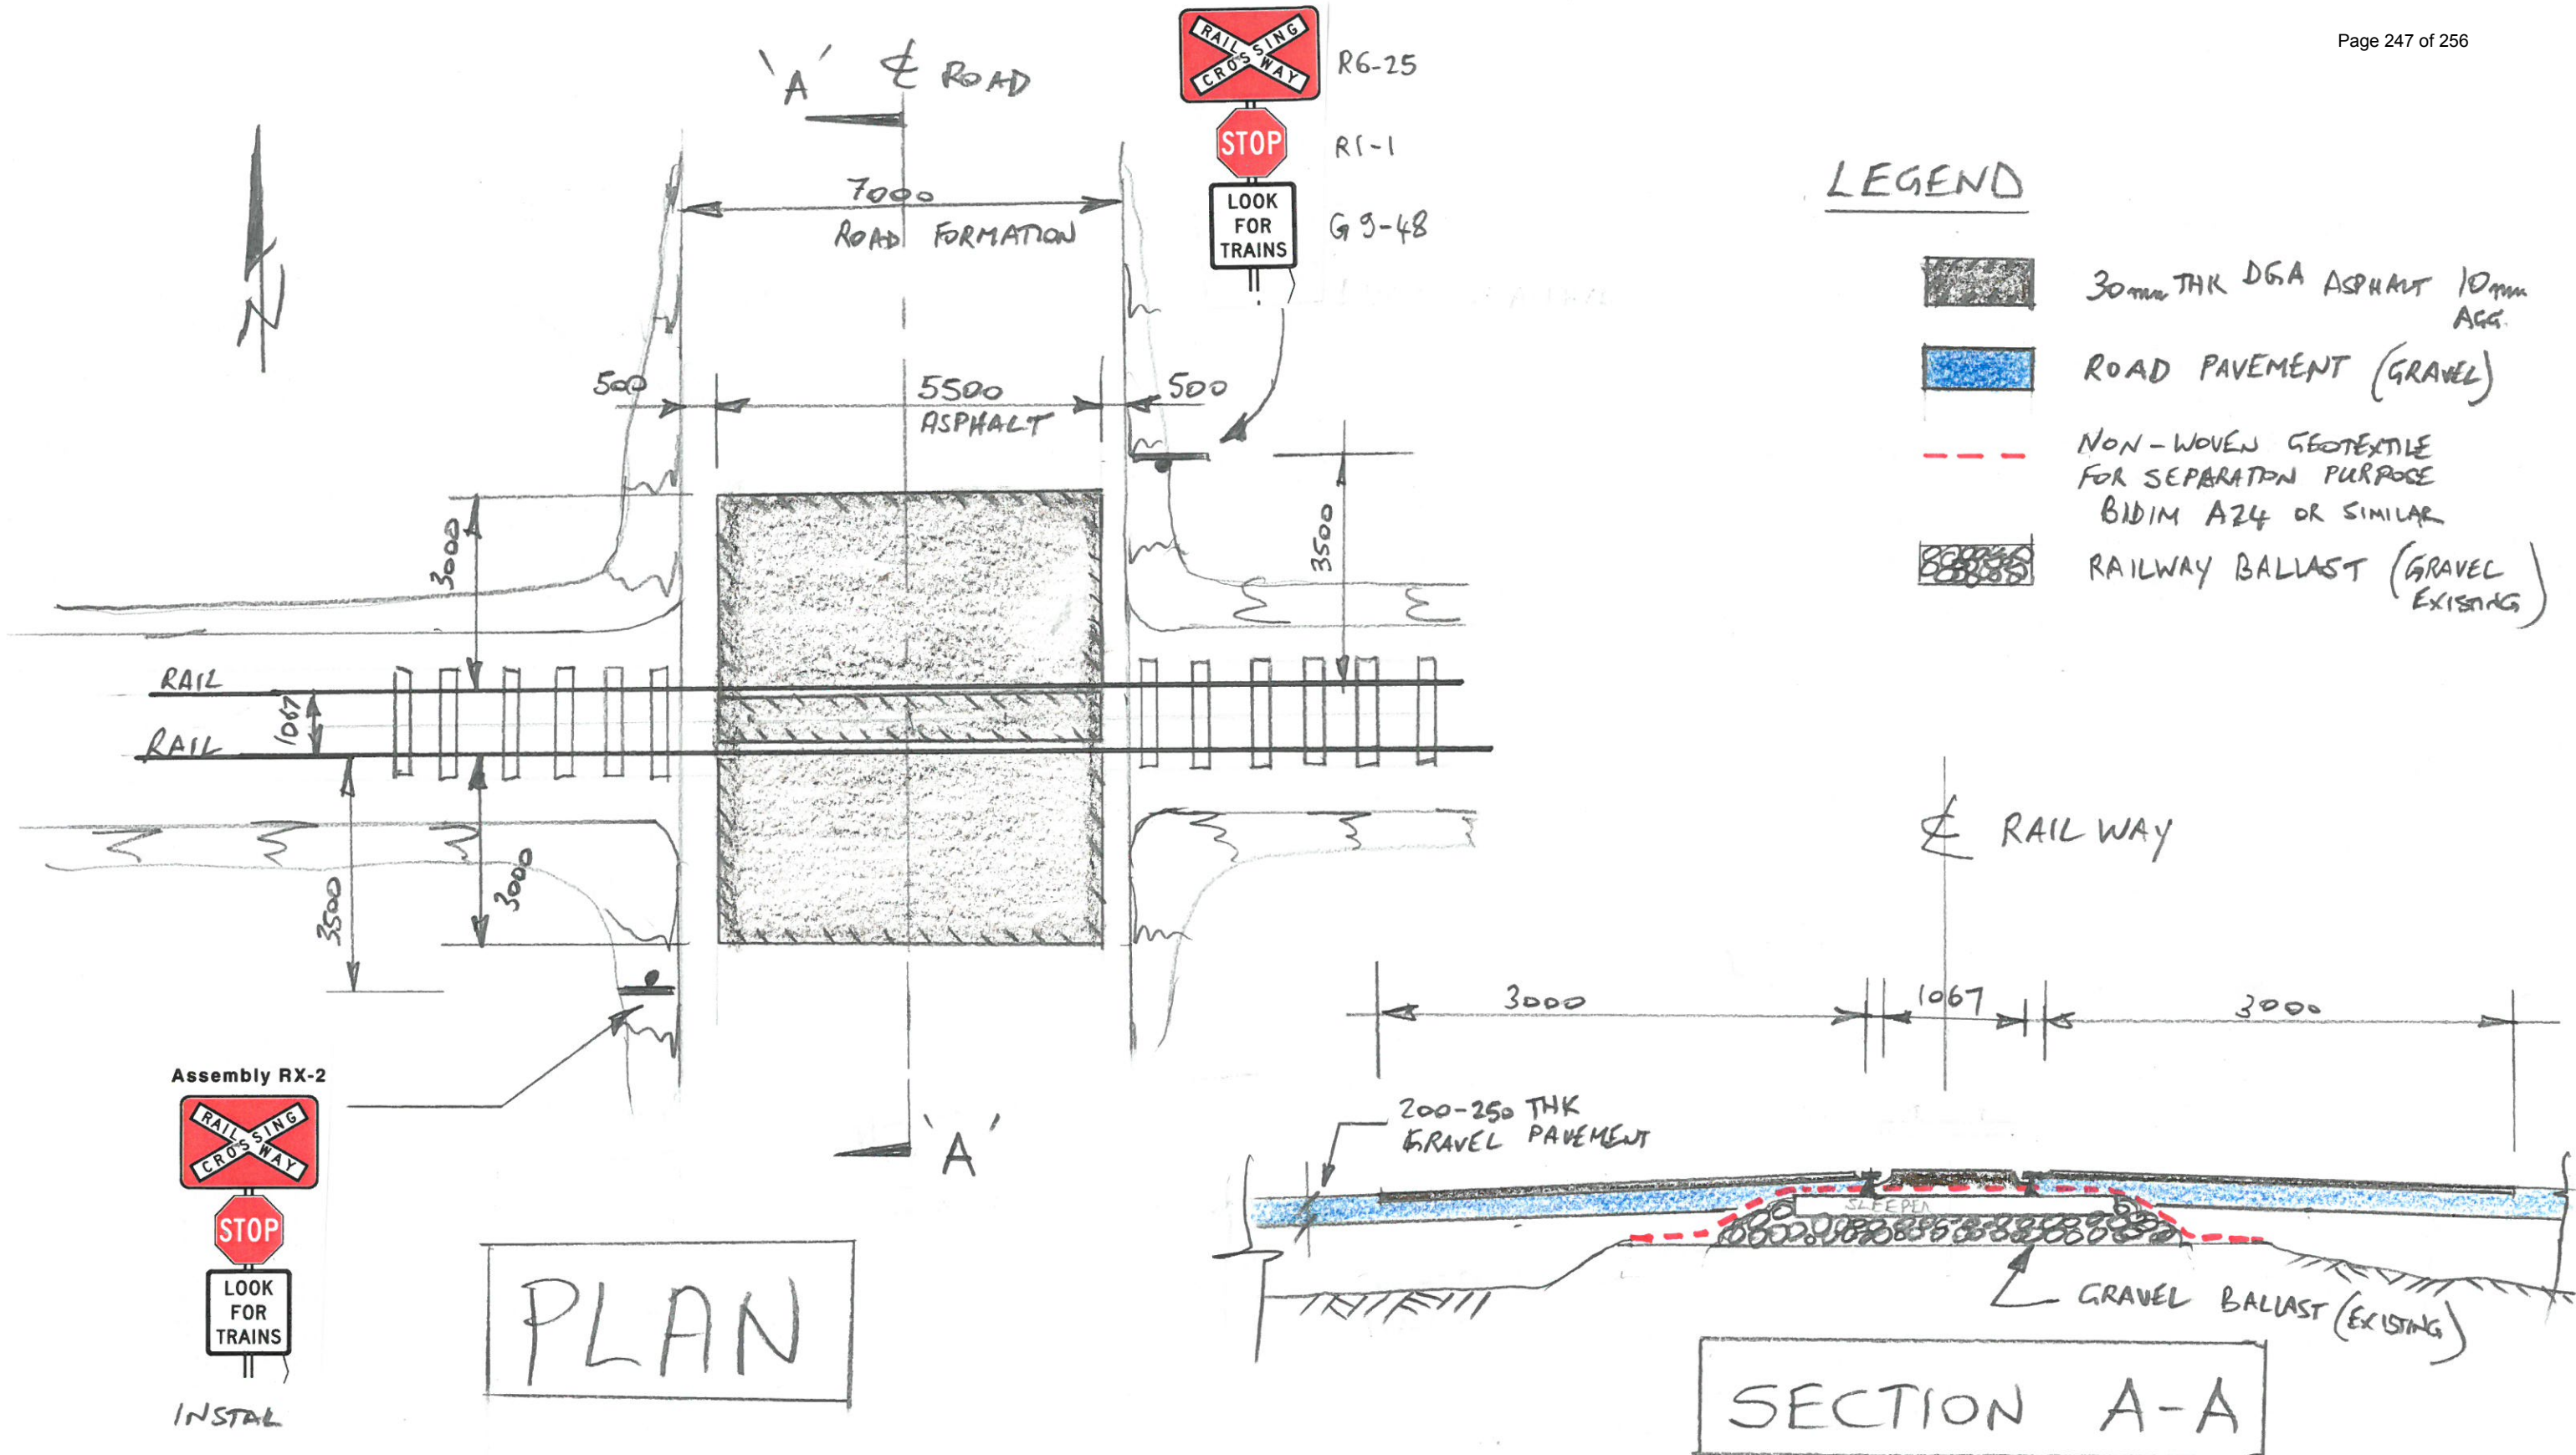 Page 247 of 256
'A' ℄ ROAD
RAIL SING
CROS WAY
R6-25
STOP
R1-1
LOOK
FOR
TRAINS
G9-48
N
7000
ROAD FORMATION
500
5500
ASPHALT
500
3000
3500
RAIL
1067
RAIL
3000
3500
'A'
Assembly RX-2
RAIL SING
CROS WAY
STOP
LOOK
FOR
TRAINS
INSTAL
PLAN
LEGEND
30mm THK DGA ASPHALT 10mm
AGG.
ROAD PAVEMENT (GRAVEL)
NON-WOVEN GEOTEXTILE
FOR SEPARATION PURPOSE
BIDIM A24 OR SIMILAR
RAILWAY BALLAST (GRAVEL
EXISTING)
℄ RAILWAY
3000
1067
3000
200-250 THK
GRAVEL PAVEMENT
SLEEPER
GRAVEL BALLAST (EXISTING)
SECTION A-A